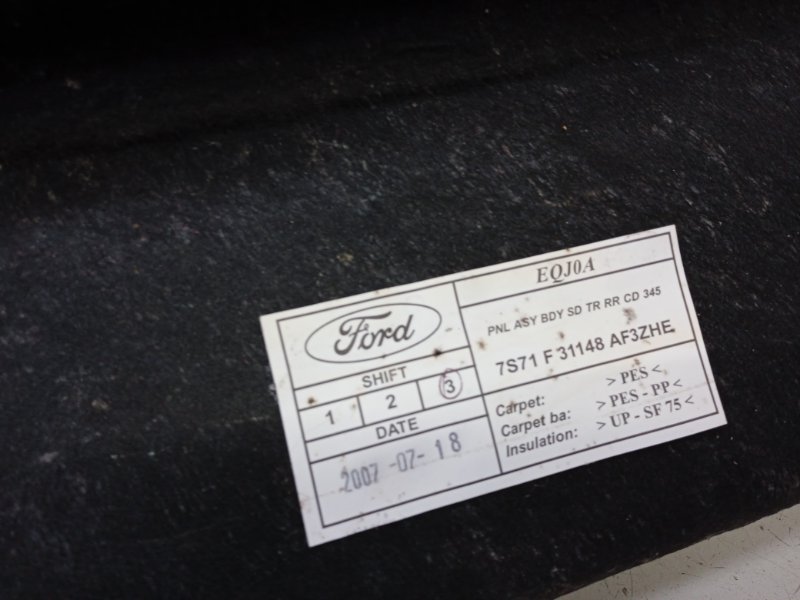 Ford
SHIFT
1 2 3
DATE
2007 -07- 18
EQJ0A
PNL ASY BDY SD TR RR CD 345
7S71 F 31148 AF3ZHE
Carpet: > PES <
Carpet ba: > PES - PP <
Insulation: > UP - SF 75 <